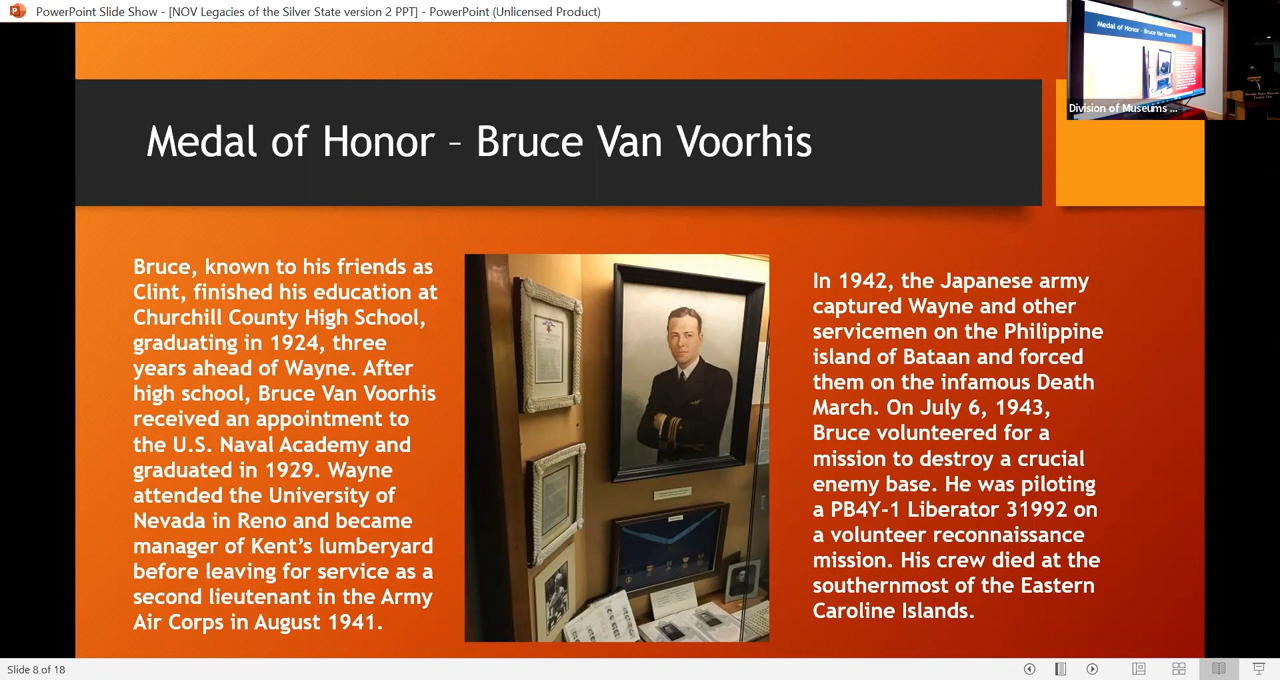 PowerPoint Slide Show - [NOV Legacies of the Silver State version 2 PPT] - PowerPoint (Unlicensed Product)
Medal of Honor - Bruce Van Voorhis
Division of Museums ...
Medal of Honor – Bruce Van Voorhis
Bruce, known to his friends as
Clint, finished his education at
Churchill County High School,
graduating in 1924, three
years ahead of Wayne. After
high school, Bruce Van Voorhis
received an appointment to
the U.S. Naval Academy and
graduated in 1929. Wayne
attended the University of
Nevada in Reno and became
manager of Kent’s lumberyard
before leaving for service as a
second lieutenant in the Army
Air Corps in August 1941.
In 1942, the Japanese army
captured Wayne and other
servicemen on the Philippine
island of Bataan and forced
them on the infamous Death
March. On July 6, 1943,
Bruce volunteered for a
mission to destroy a crucial
enemy base. He was piloting
a PB4Y-1 Liberator 31992 on
a volunteer reconnaissance
mission. His crew died at the
southernmost of the Eastern
Caroline Islands.
Slide 8 of 18